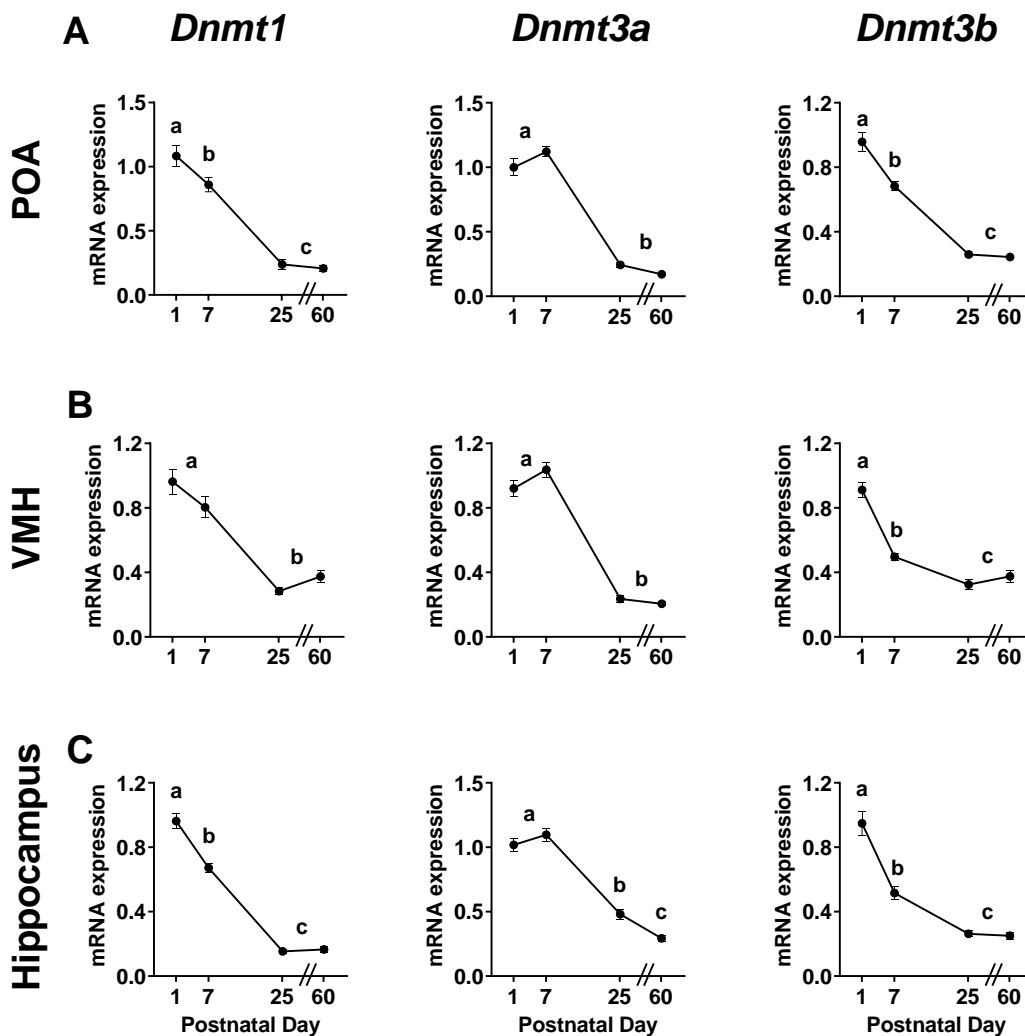 A
Dnmt1
Dnmt3a
Dnmt3b
POA
mRNA expression
1.5
1.0
0.5
0.0
a
b
c
1 7 25 60
mRNA expression
1.5
1.0
0.5
0.0
a
b
1 7 25 60
mRNA expression
1.2
0.8
0.4
0.0
a
b
c
1 7 25 60
B
VMH
mRNA expression
1.2
0.8
0.4
0.0
a
b
1 7 25 60
mRNA expression
1.2
0.8
0.4
0.0
a
b
1 7 25 60
mRNA expression
1.2
0.8
0.4
0.0
a
b
c
1 7 25 60
C
Hippocampus
mRNA expression
1.2
0.8
0.4
0.0
a
b
c
1 7 25 60
Postnatal Day
mRNA expression
1.5
1.0
0.5
0.0
a
b
c
1 7 25 60
Postnatal Day
mRNA expression
1.2
0.8
0.4
0.0
a
b
c
1 7 25 60
Postnatal Day